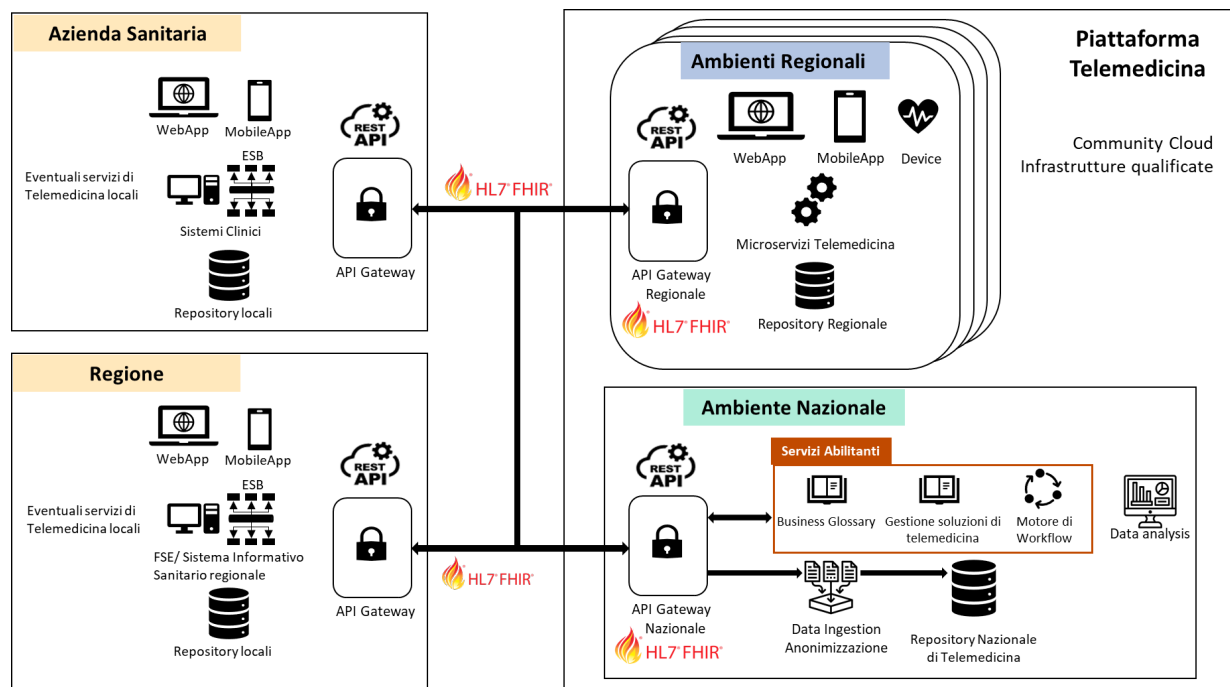 Azienda Sanitaria
WebApp
MobileApp
Eventuali servizi di
Telemedicina locali
ESB
Sistemi Clinici
Repository locali
REST
API
API Gateway
HL7® FHIR®
Regione
WebApp
MobileApp
Eventuali servizi di
Telemedicina locali
ESB
FSE/ Sistema Informativo
Sanitario regionale
Repository locali
REST
API
API Gateway
HL7® FHIR®
Piattaforma
Telemedicina
Community Cloud
Infrastrutture qualificate
Ambienti Regionali
REST
API
WebApp
MobileApp
Device
Microservizi Telemedicina
API Gateway
Regionale
HL7® FHIR®
Repository Regionale
Ambiente Nazionale
REST
API
Servizi Abilitanti
Business Glossary
Gestione soluzioni di
telemedicina
Motore di
Workflow
Data analysis
API Gateway
Nazionale
HL7® FHIR®
Data Ingestion
Anonimizzazione
Repository Nazionale
di Telemedicina